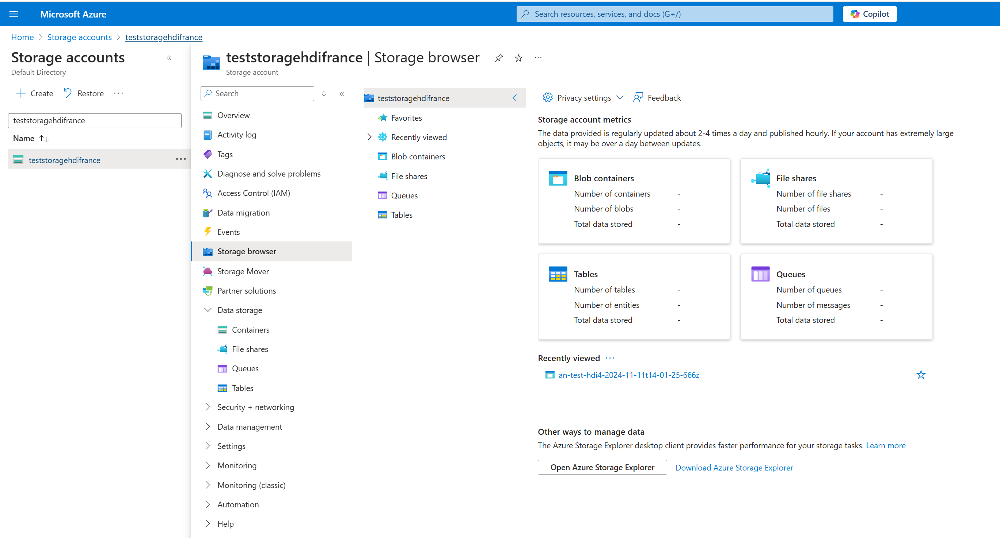 Microsoft Azure
Search resources, services, and docs (G+/)
Copilot
Home > Storage accounts > teststoragehdifrance
Storage accounts
Default Directory
Create
Restore
teststoragehdifrance
Name
teststoragehdifrance
teststoragehdifrance | Storage browser
Storage account
Search
Overview
Activity log
Tags
Diagnose and solve problems
Access Control (IAM)
Data migration
Events
Storage browser
Storage Mover
Partner solutions
Data storage
Containers
File shares
Queues
Tables
Security + networking
Data management
Settings
Monitoring
Monitoring (classic)
Automation
Help
teststoragehdifrance
Favorites
Recently viewed
Blob containers
File shares
Queues
Tables
Privacy settings
Feedback
Storage account metrics
The data provided is regularly updated about 2-4 times a day and published hourly. If your account has extremely large
objects, it may be over a day between updates.
Blob containers
Number of containers -
Number of blobs -
Total data stored -
File shares
Number of file shares -
Number of files -
Total data stored -
Tables
Number of tables -
Number of entities -
Total data stored -
Queues
Number of queues -
Number of messages -
Total data stored -
Recently viewed
an-test-hdi4-2024-11-11t14-01-25-666z
Other ways to manage data
The Azure Storage Explorer desktop client provides faster performance for your storage tasks. Learn more
Open Azure Storage Explorer
Download Azure Storage Explorer